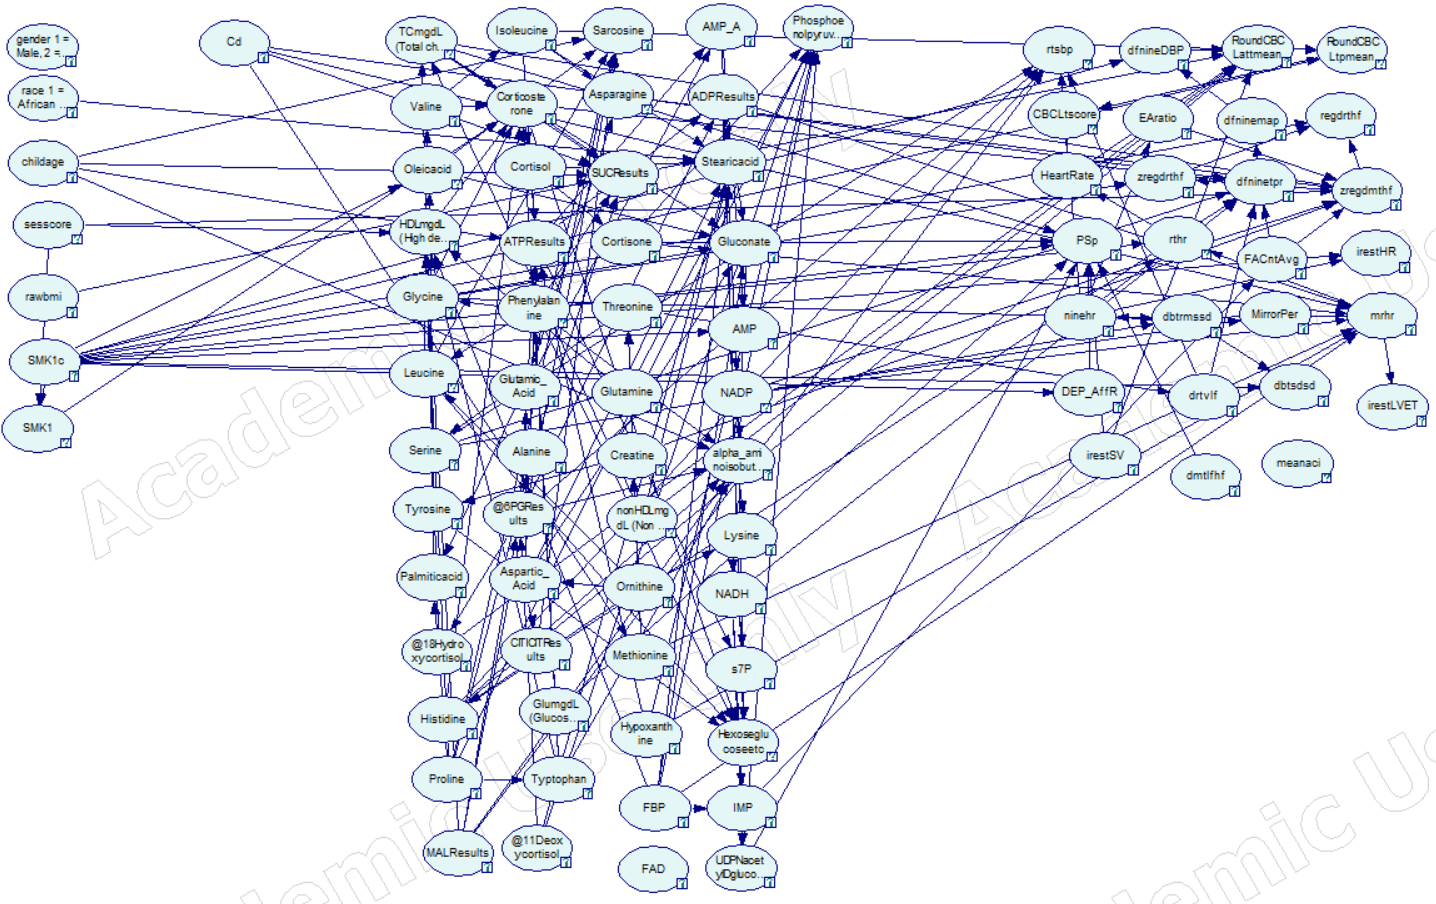 gender 1 =
Male, 2 = ..
race 1 =
African ...
childage
sesscore
rawbmi
SMK1c
SMK1
Cd
TCmgdL
(Total ch...
Valine
Oleicacid
HDLmgdL
(High de...
Glycine
Leucine
Serine
Tyrosine
Palmiticacid
@18Hydro
xycortisol
Histidine
Proline
MALResults
Isoleucine
Corticoste
rone
Cortisol
ATPResults
Phenylalan
ine
Glutamic_
Acid
Alanine
@6PGRes
ults
Aspartic_
Acid
CITICITRes
ults
GlumgdL
(Glucos...
Typtophan
@11Deox
ycortisol
Sarcosine
Asparagine
SUCResults
Cortisone
Threonine
Glutamine
Creatine
nonHDLmg
dL (Non ...
Ornithine
Methionine
Hypoxanth
ine
FBP
FAD
AMP_A
ADPResults
Stearicacid
Gluconate
AMP
NADP
alpha_ami
noisobut...
Lysine
NADH
s7P
Hexoseglu
coseetc
IMP
UDPNacet
ylDgluco...
Phosphoe
nolpyruv...
rtsbp
CBCLtscore
HeartRate
PSp
ninehr
DEP_AffR
irestSV
dfnineDBP
EAratio
zregdrthf
rthr
dbtrmssd
drtvlf
dmtlfhf
RoundCBC
Lattmean
dfninemap
dfninetpr
FACntAvg
MirrorPer
dbtsdsd
meanaci
RoundCBC
Ltpmean
regdrthf
zregdmthf
irestHR
mrhr
irestLVET
Academic Use Only